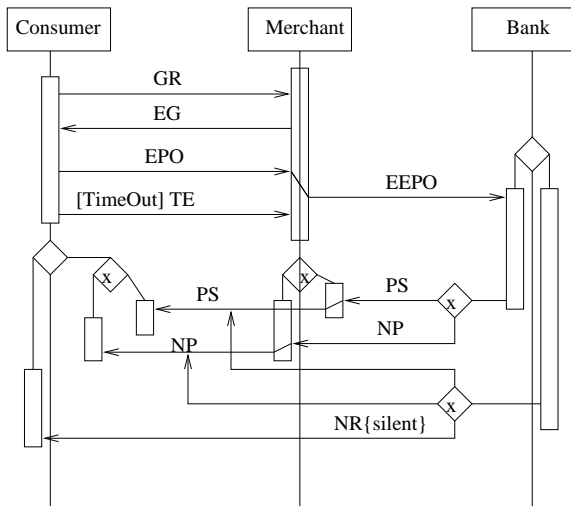 Consumer
Merchant
Bank
GR
EG
EPO
EEPO
[TimeOut] TE
x
x
PS
PS
x
NP
NP
x
NR{silent}